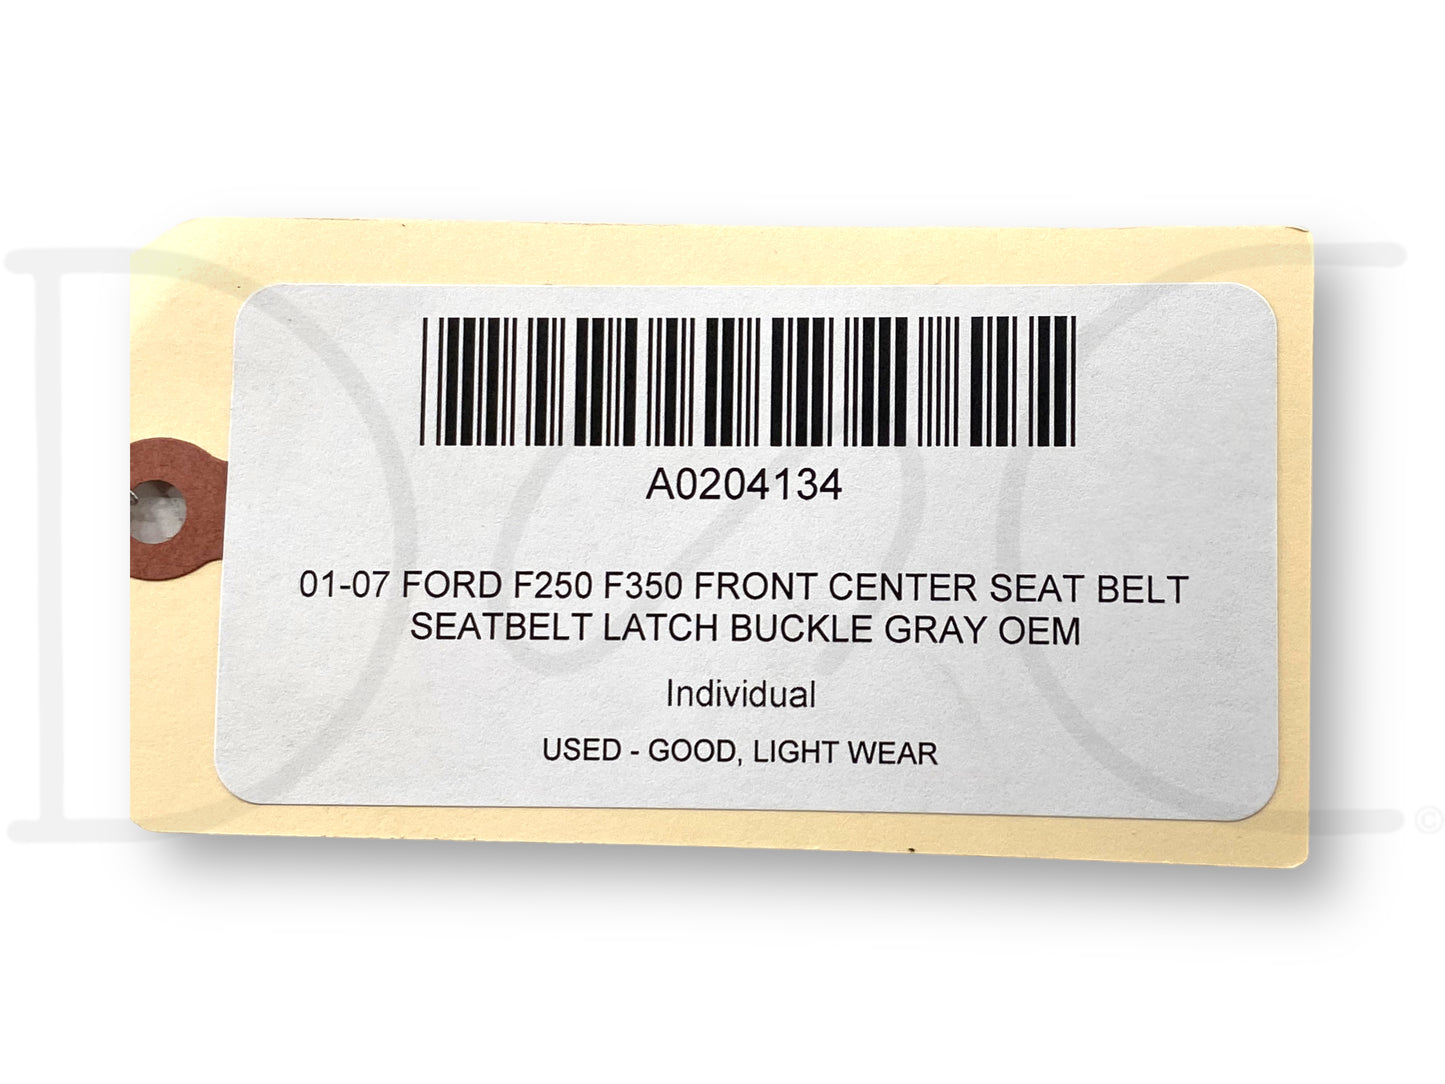 A0204134
01-07 FORD F250 F350 FRONT CENTER SEAT BELT
SEATBELT LATCH BUCKLE GRAY OEM
Individual
USED - GOOD, LIGHT WEAR
©